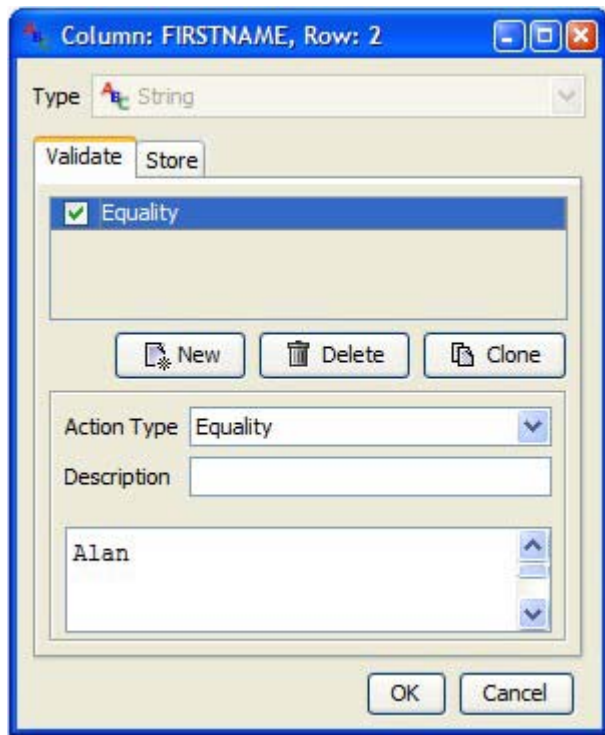 Column: FIRSTNAME, Row: 2
Type ABC String
Validate Store
Equality
New Delete Clone
Action Type Equality
Description
Alan
OK Cancel